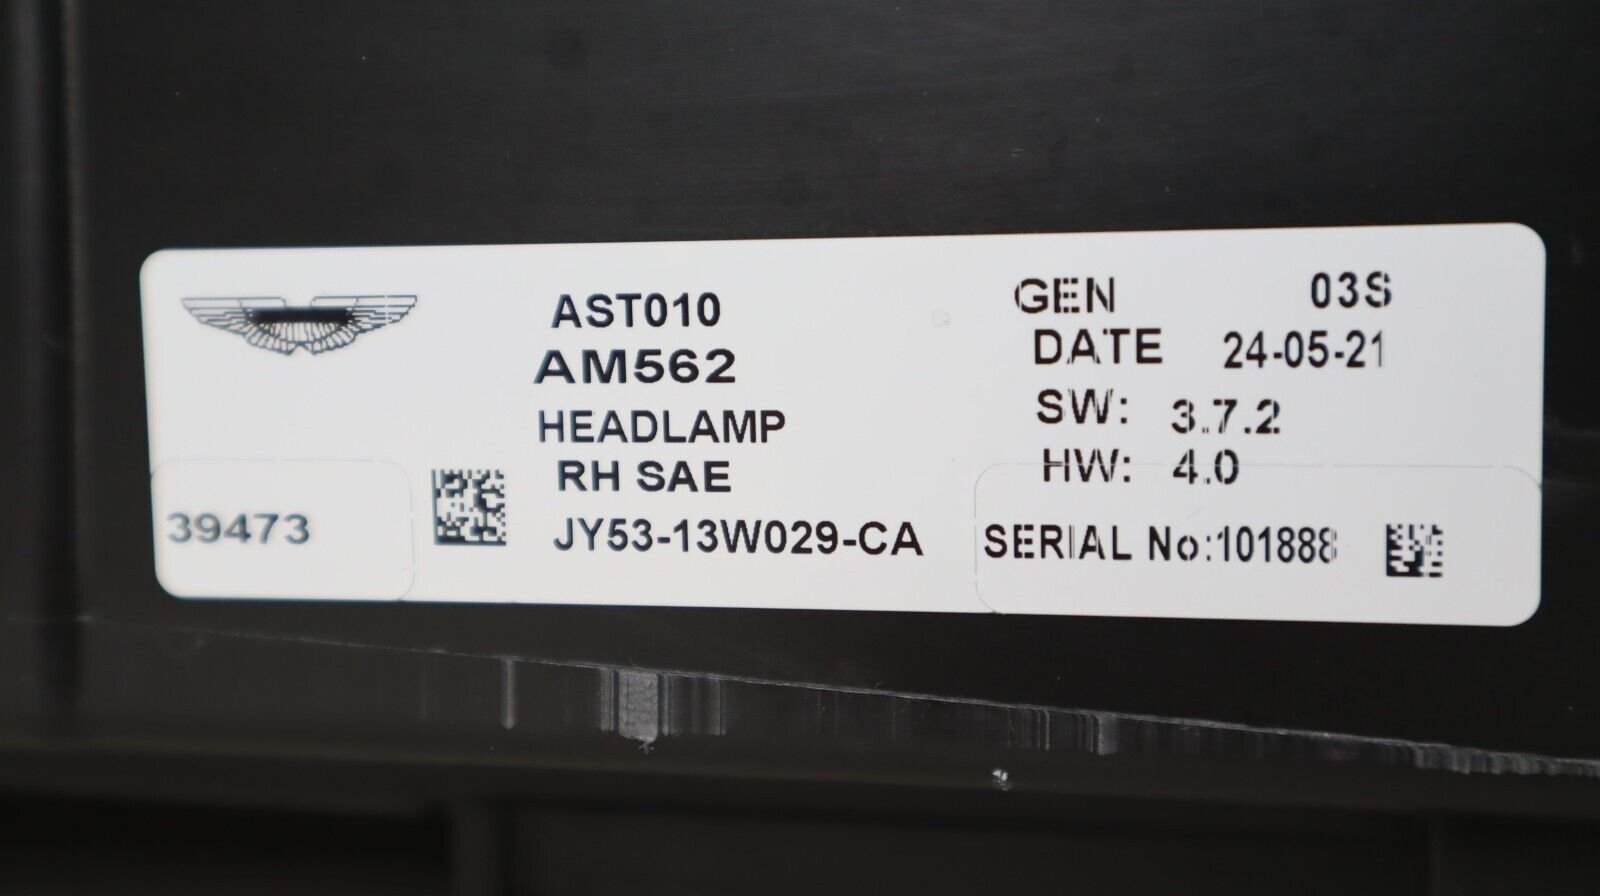 AST010
AM562
HEADLAMP
RH SAE
JY53-13W029-CA
39473
GEN 03S
DATE 24-05-21
SW: 3.7.2
HW: 4.0
SERIAL No:101888